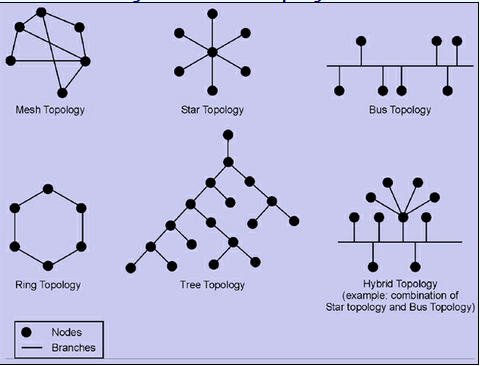 Mesh Topology
Star Topology
Bus Topology
Ring Topology
Tree Topology
Hybrid Topology
(example: combination of
Star topology and Bus Topology)
Nodes
Branches